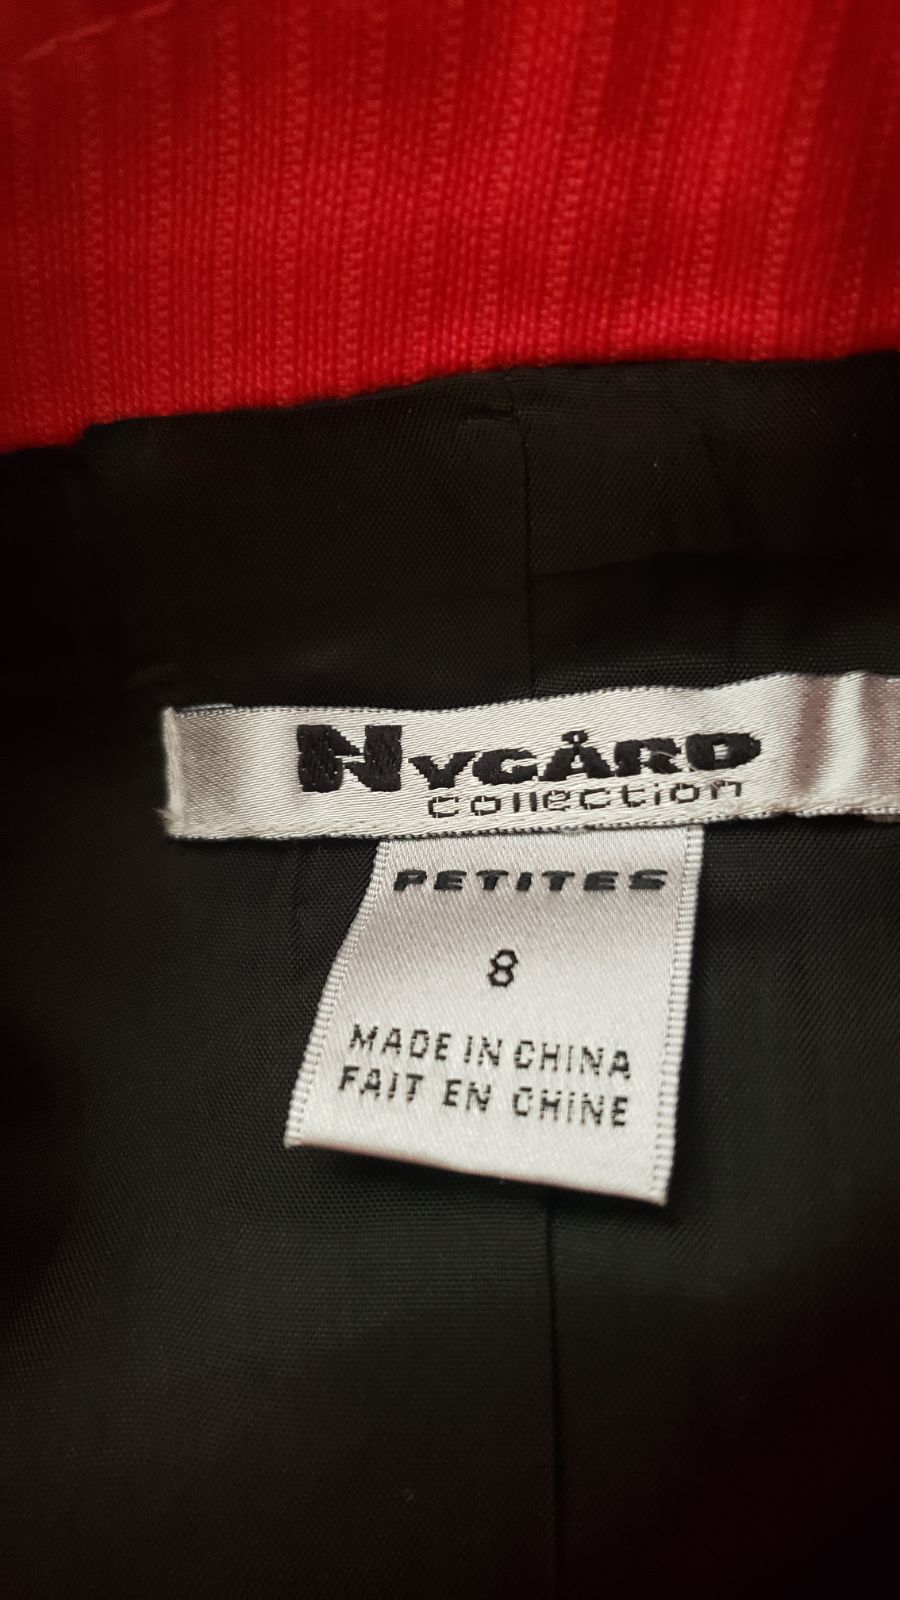 NYGÅRD
Collection
PETITES
8
MADE IN CHINA
FAIT EN CHINE